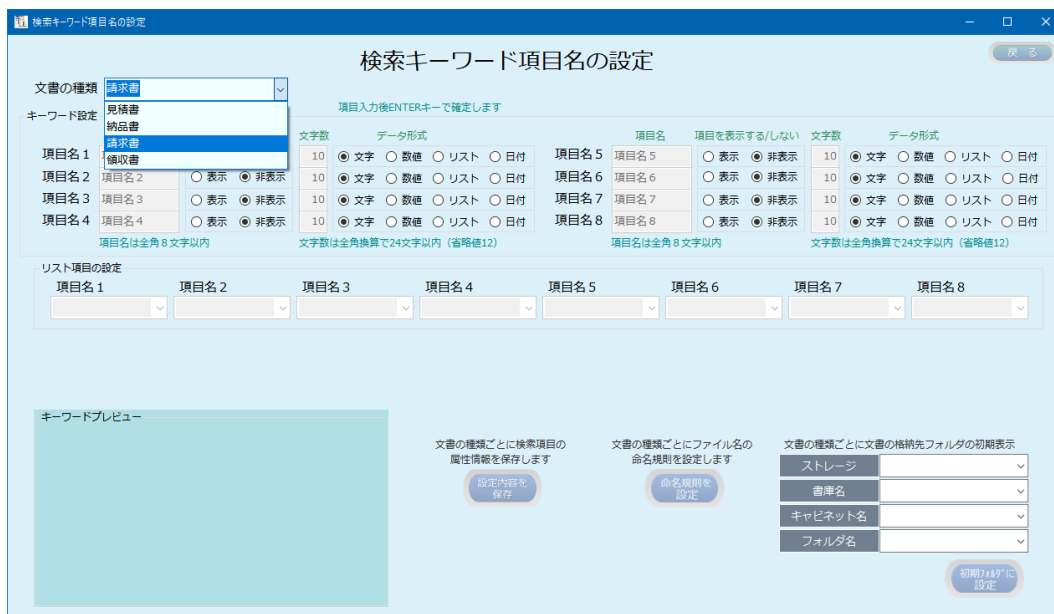 検索キーワード項目名の設定
検索キーワード項目名の設定
戻 る
文書の種類 請求書
見積書
納品書
請求書
領収書
キーワード設定
項目入力後ENTERキーで確定します
文字数 データ形式 項目名 項目を表示する/しない 文字数 データ形式
項目名1 10 文字 数値 リスト 日付 項目名5 項目名5 表示 非表示 10 文字 数値 リスト 日付
項目名2 項目名2 表示 非表示 10 文字 数値 リスト 日付 項目名6 項目名6 表示 非表示 10 文字 数値 リスト 日付
項目名3 項目名3 表示 非表示 10 文字 数値 リスト 日付 項目名7 項目名7 表示 非表示 10 文字 数値 リスト 日付
項目名4 項目名4 表示 非表示 10 文字 数値 リスト 日付 項目名8 項目名8 表示 非表示 10 文字 数値 リスト 日付
項目名は全角8文字以内 文字数は全角換算で24文字以内（省略値12） 項目名は全角8文字以内 文字数は全角換算で24文字以内（省略値12）
リスト項目の設定
項目名1 項目名2 項目名3 項目名4 項目名5 項目名6 項目名7 項目名8
キーワードプレビュー
文書の種類ごとに検索項目の
属性情報を保存します
設定内容を
保存
文書の種類ごとにファイル名の
命名規則を設定します
命名規則を
設定
文書の種類ごとに文書の格納先フォルダの初期表示
ストレージ
書庫名
キャビネット名
フォルダ名
初期ﾌｫﾙﾀﾞに
設定